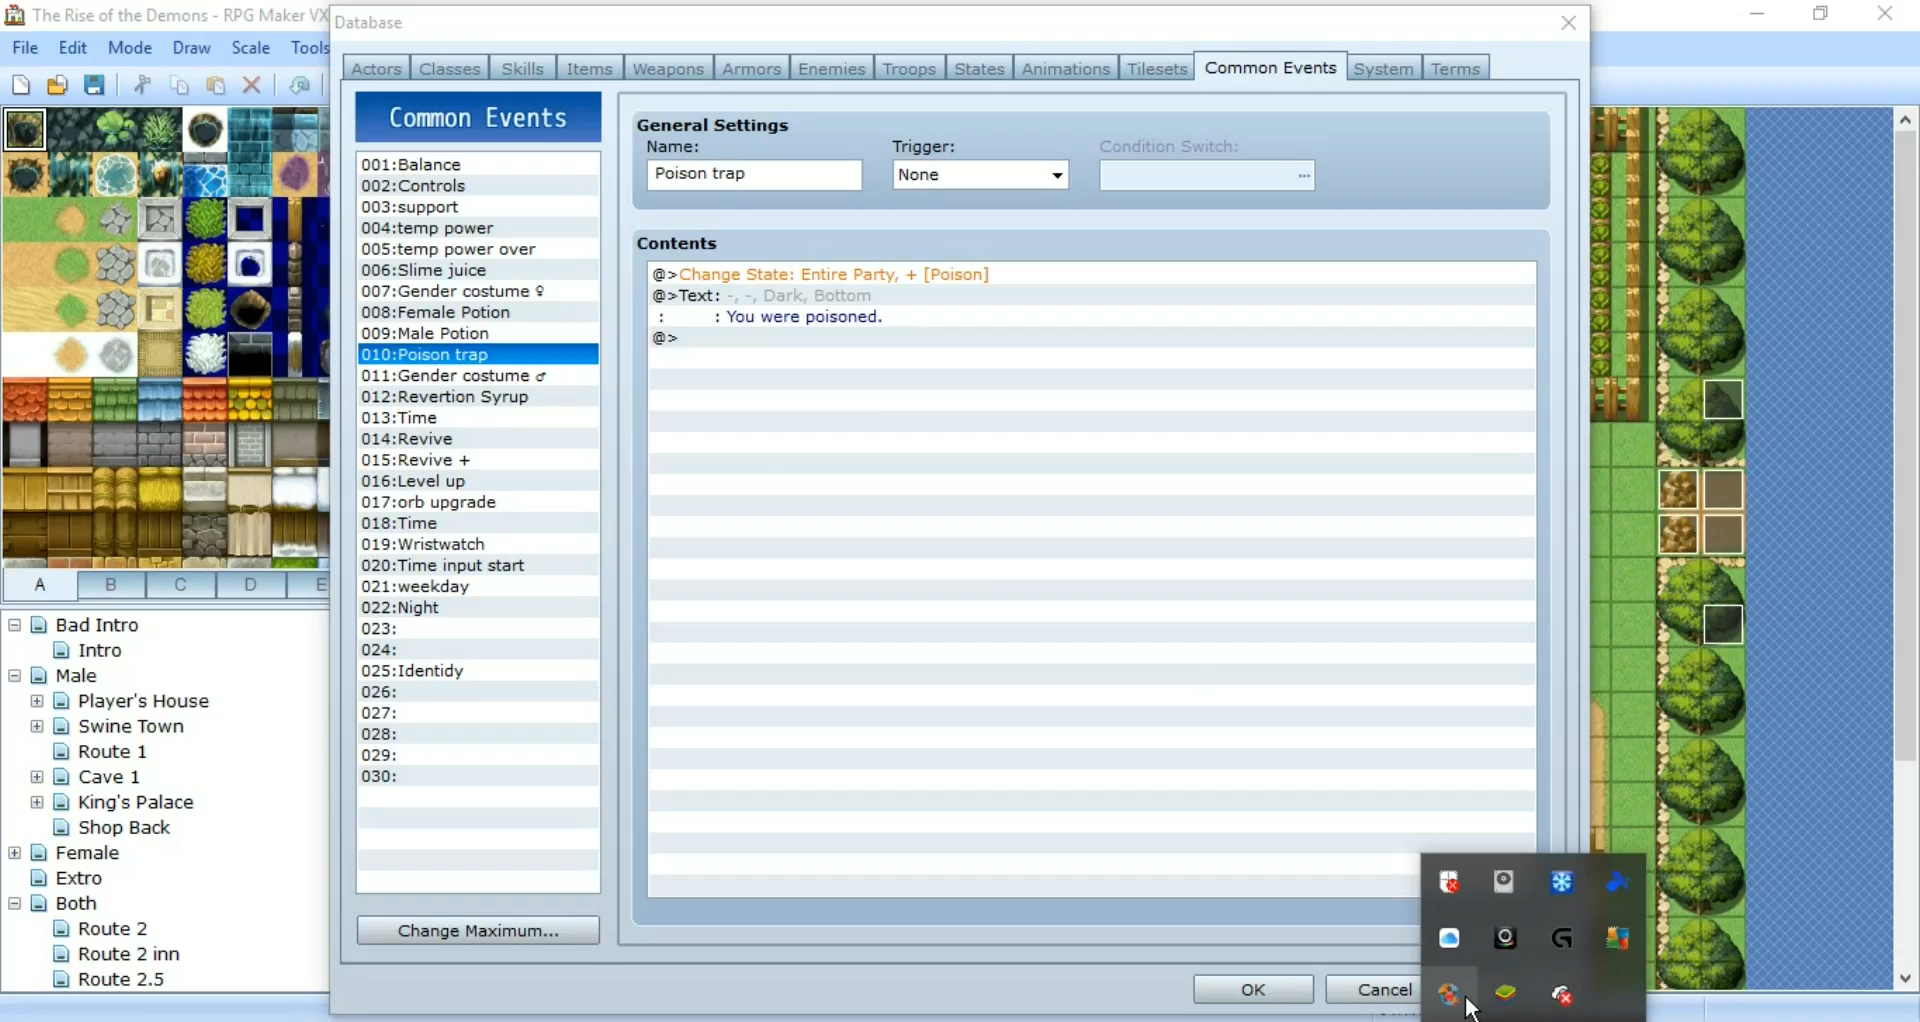 The Rise of the Demons - RPG Maker VX
Database
File Edit Mode Draw Scale Tools
Actors Classes Skills Items Weapons Armors Enemies Troops States Animations Tilesets Common Events System Terms
Common Events
001:Balance
002:Controls
003:support
004:temp power
005:temp power over
006:Slime juice
007:Gender costume ♀
008:Female Potion
009:Male Potion
010:Poison trap
011:Gender costume ♂
012:Revertion Syrup
013:Time
014:Revive
015:Revive +
016:Level up
017:orb upgrade
018:Time
019:Wristwatch
020:Time input start
021:weekday
022:Night
023:
024:
025:Identidy
026:
027:
028:
029:
030:
Change Maximum...
General Settings
Name: Trigger: Condition Switch:
Poison trap None ...
Contents
@>Change State: Entire Party, + [Poison]
@>Text: -, -, Dark, Bottom
: : You were poisoned.
@>
OK Cancel
A B C D E
Bad Intro
Intro
Male
Player's House
Swine Town
Route 1
Cave 1
King's Palace
Shop Back
Female
Extro
Both
Route 2
Route 2 inn
Route 2.5